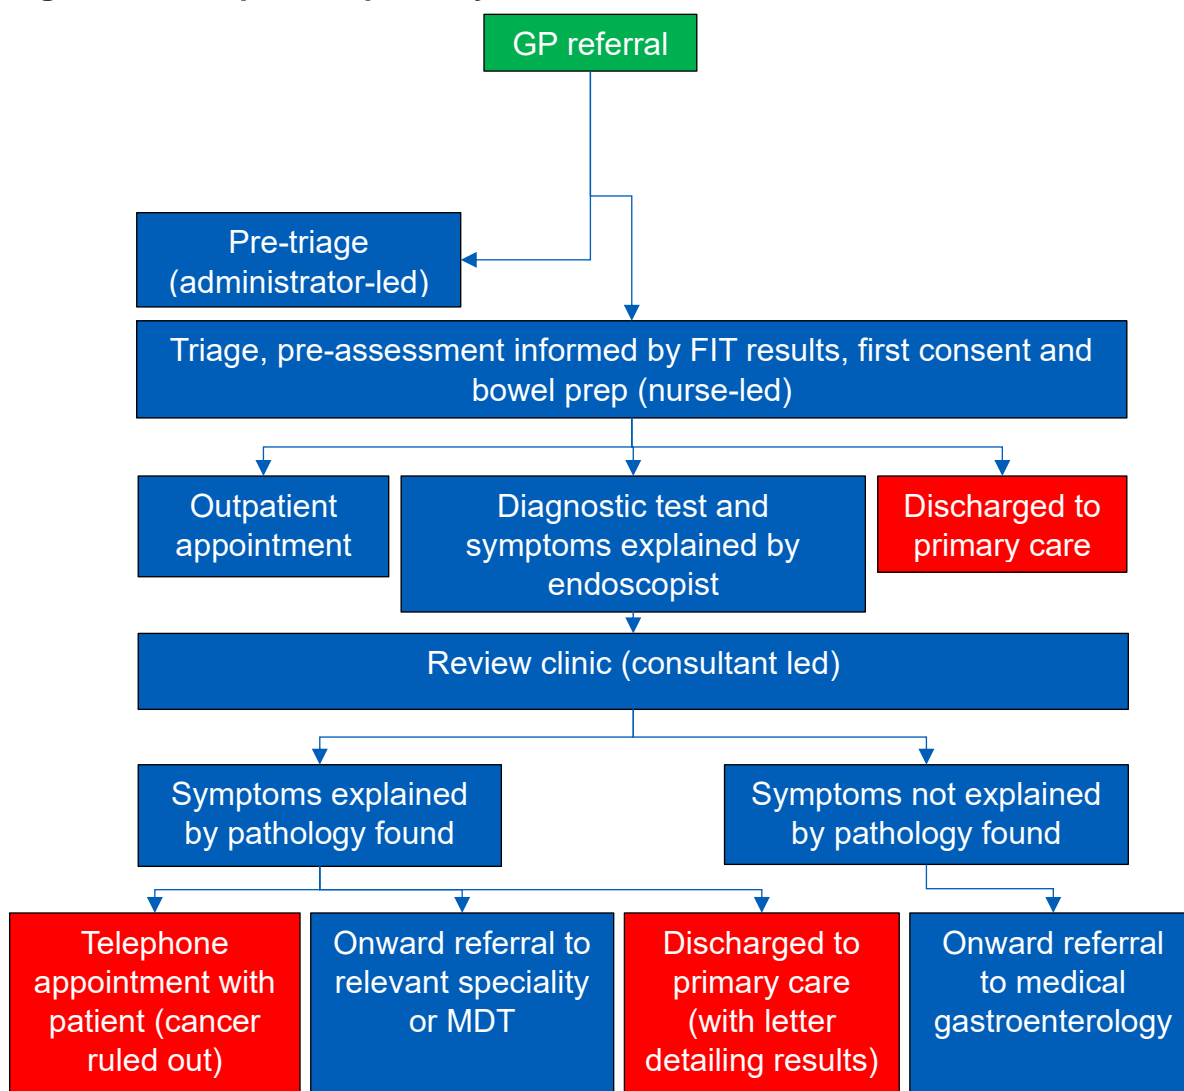 GP referral
Pre-triage
(administrator-led)
Triage, pre-assessment informed by FIT results, first consent and
bowel prep (nurse-led)
Outpatient
appointment
Diagnostic test and
symptoms explained by
endoscopist
Discharged to
primary care
Review clinic (consultant led)
Symptoms explained
by pathology found
Symptoms not explained
by pathology found
Telephone
appointment with
patient (cancer
ruled out)
Onward referral to
relevant speciality
or MDT
Discharged to
primary care
(with letter
detailing results)
Onward referral
to medical
gastroenterology